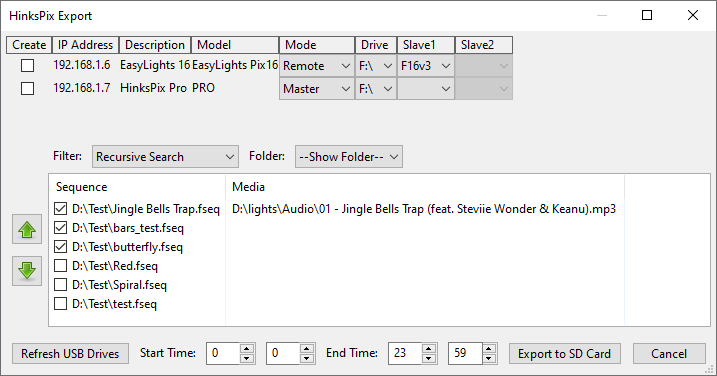 HinksPix Export
Create IP Address Description Model Mode Drive Slave1 Slave2
192.168.1.6 EasyLights 16 EasyLights Pix16 Remote F:\ F16v3
192.168.1.7 HinksPix Pro PRO Master F:\
Filter: Recursive Search Folder: --Show Folder--
Sequence Media
D:\Test\Jingle Bells Trap.fseq D:\lights\Audio\01 - Jingle Bells Trap (feat. Steviie Wonder & Keanu).mp3
D:\Test\bars_test.fseq
D:\Test\butterfly.fseq
D:\Test\Red.fseq
D:\Test\Spiral.fseq
D:\Test\test.fseq
Refresh USB Drives Start Time: 0 0 End Time: 23 59 Export to SD Card Cancel